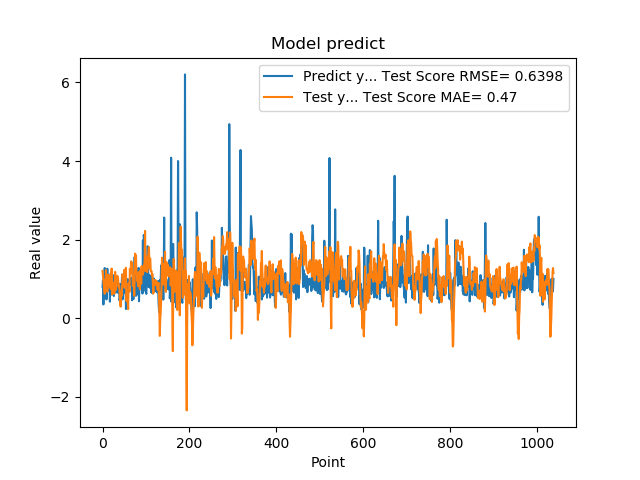 Model predict
Predict y... Test Score RMSE= 0.6398
Test y... Test Score MAE= 0.47
Real value
6
4
2
0
−2
0 200 400 600 800 1000
Point